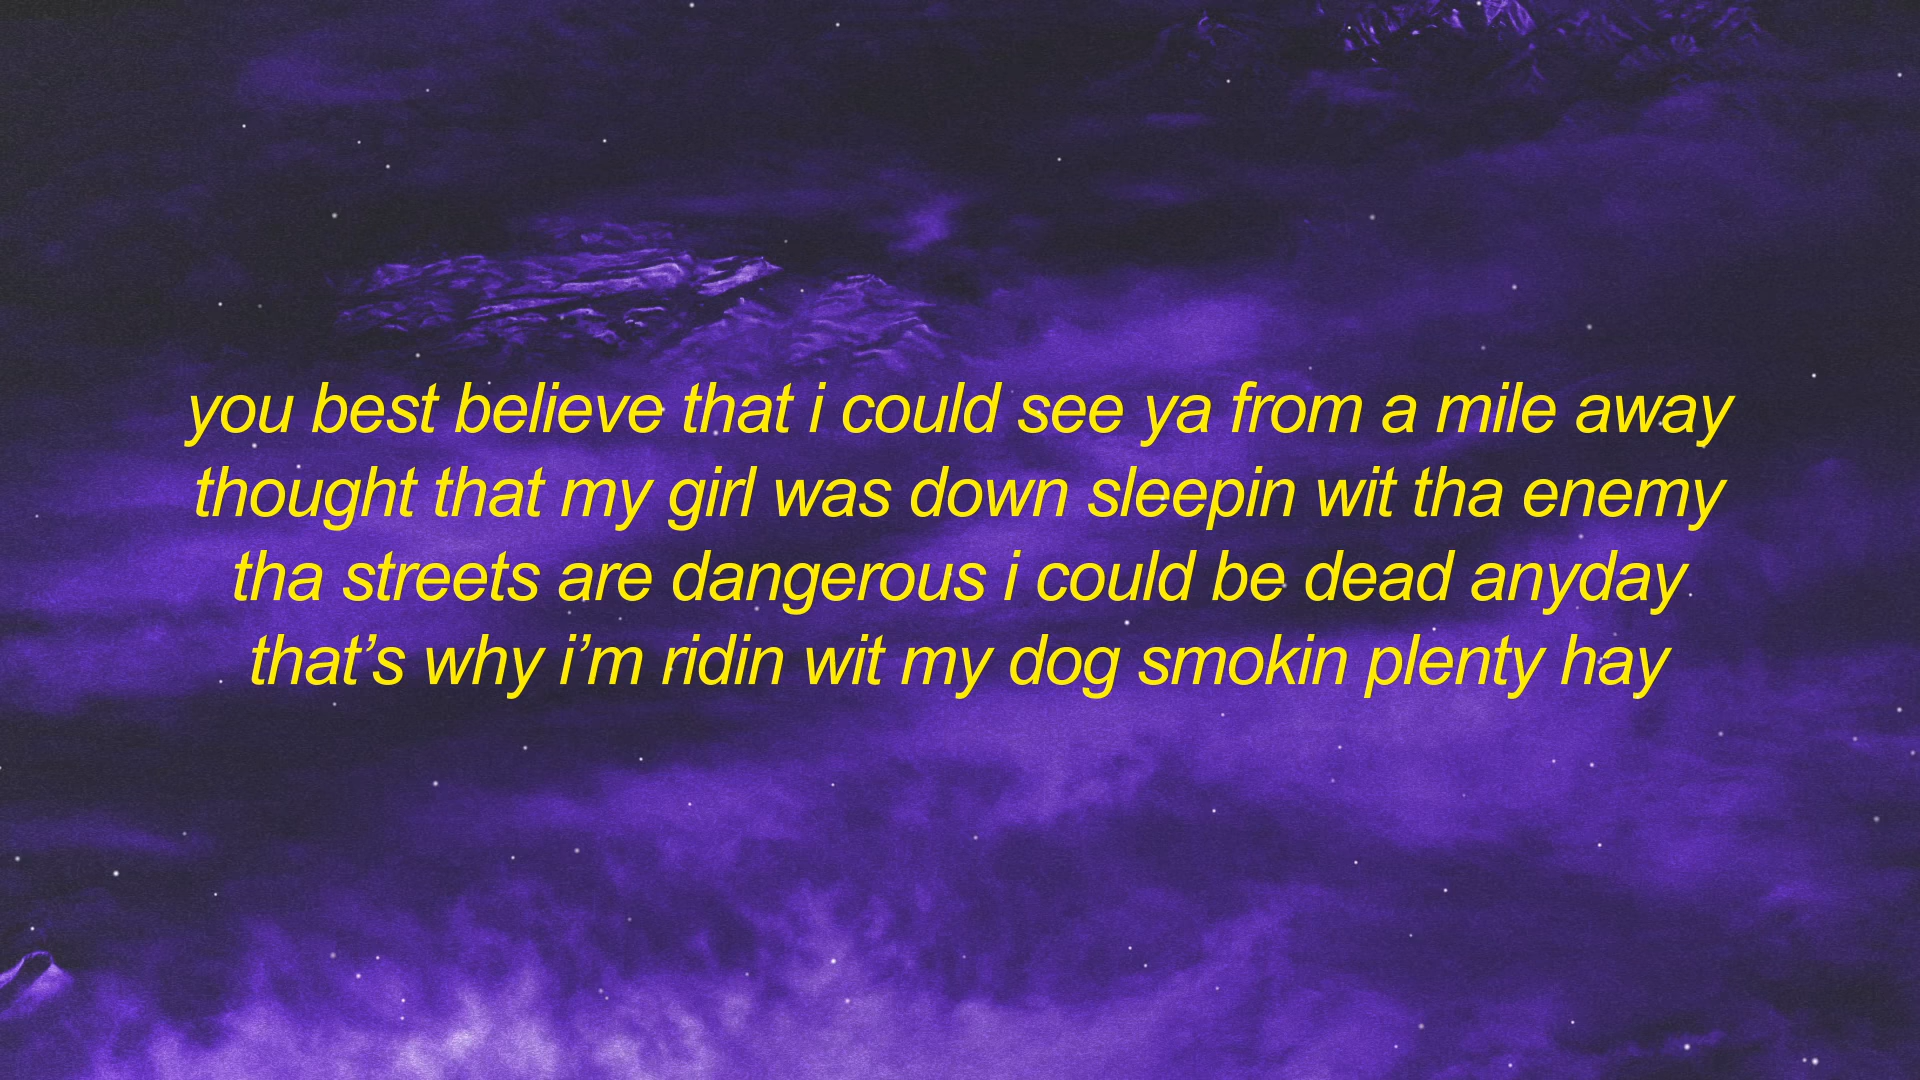 you best believe that i could see ya from a mile away
thought that my girl was down sleepin wit tha enemy
tha streets are dangerous i could be dead anyday
that’s why i’m ridin wit my dog smokin plenty hay